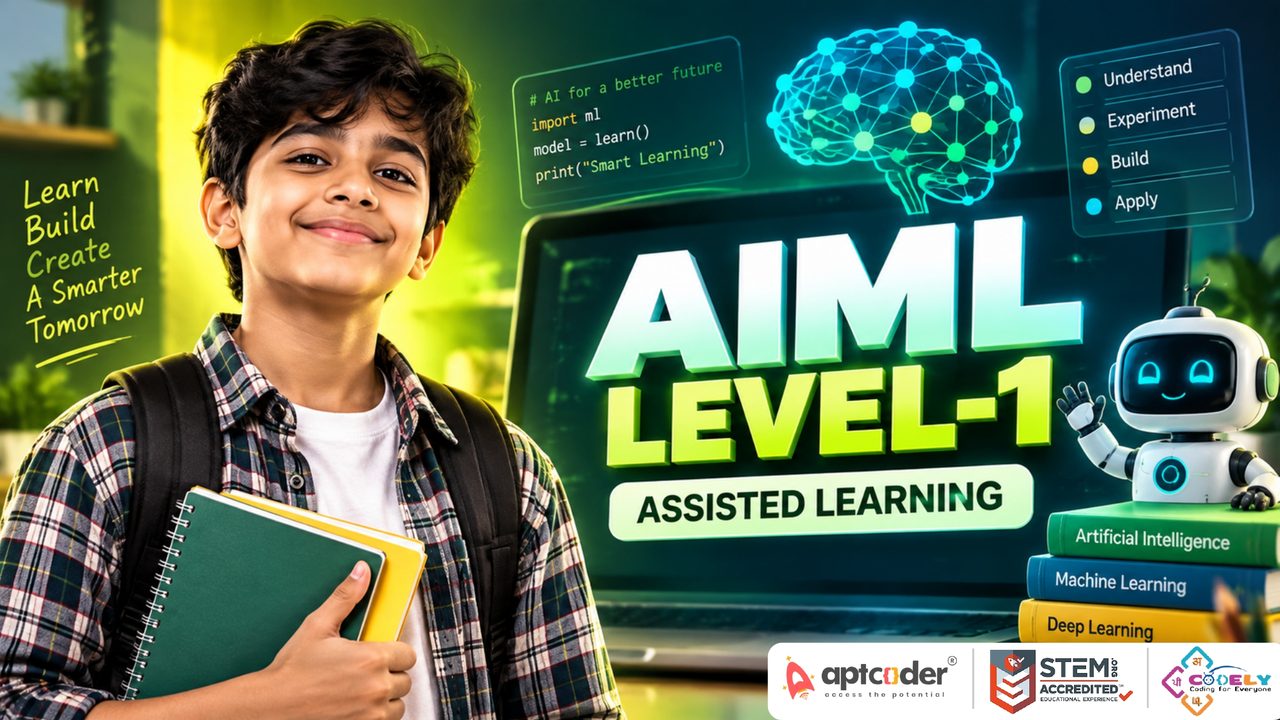 Learn
Build
Create
A Smarter
Tomorrow
# AI for a better future
import ml
model = learn()
print("Smart Learning")
Understand
Experiment
Build
Apply
AIML
LEVEL-1
ASSISTED LEARNING
Artificial Intelligence
Machine Learning
Deep Learning
aptcoder®
access the potential
STEM.ORG
ACCREDITED™
EDUCATIONAL EXPERIENCE
CODELY
Coding for Everyone